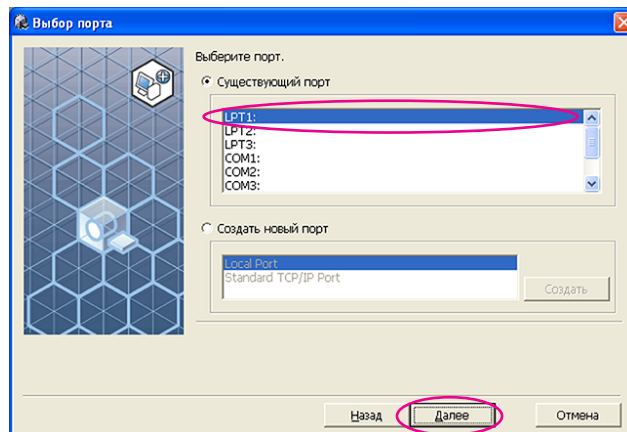 Выбор порта
Выберите порт.
Существующий порт
LPT1:
LPT2:
LPT3:
COM1:
COM2:
COM3:
Создать новый порт
Local Port
Standard TCP/IP Port
Создать
Назад Далее Отмена